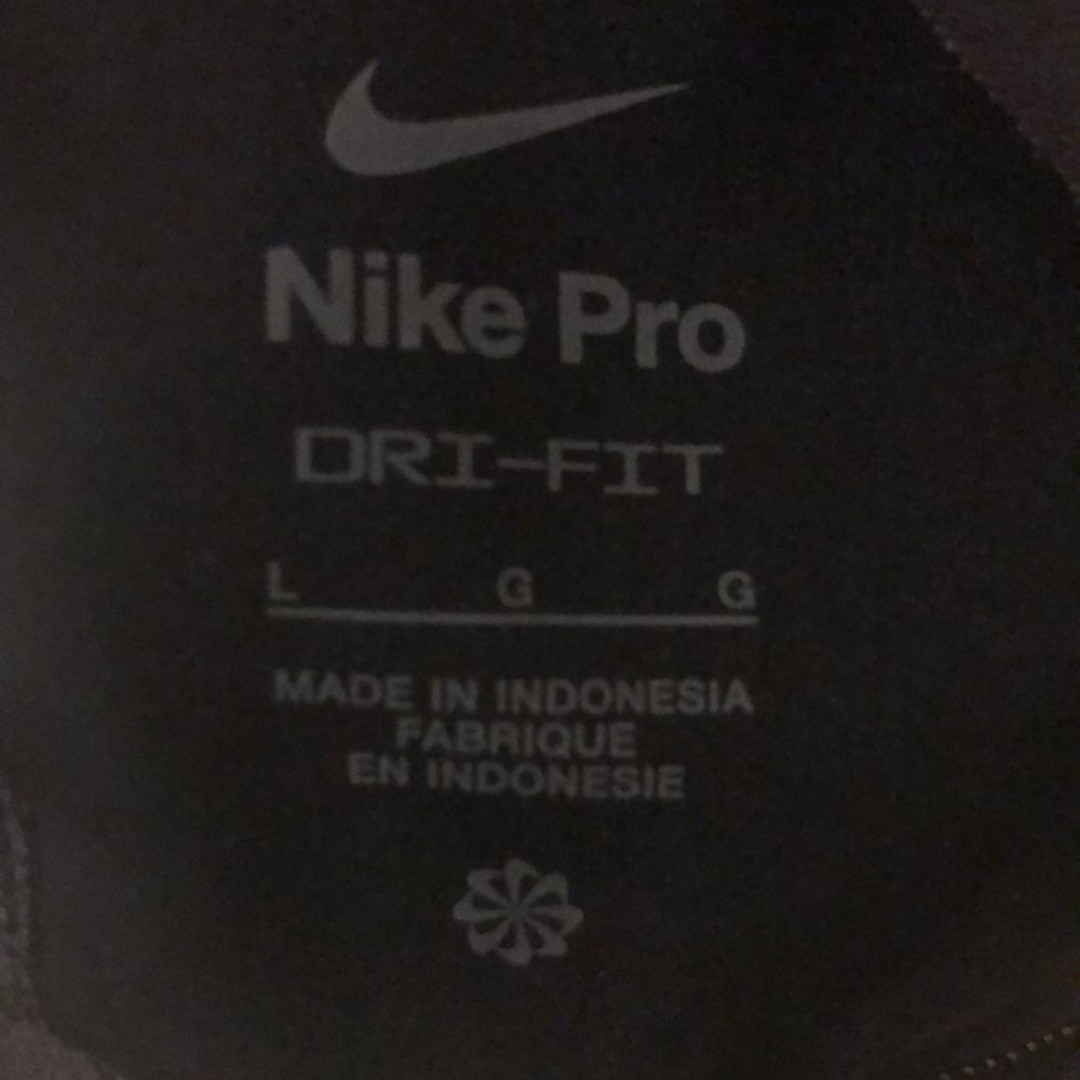 Nike Pro
DRI-FIT
L G G
MADE IN INDONESIA
FABRIQUE
EN INDONESIE